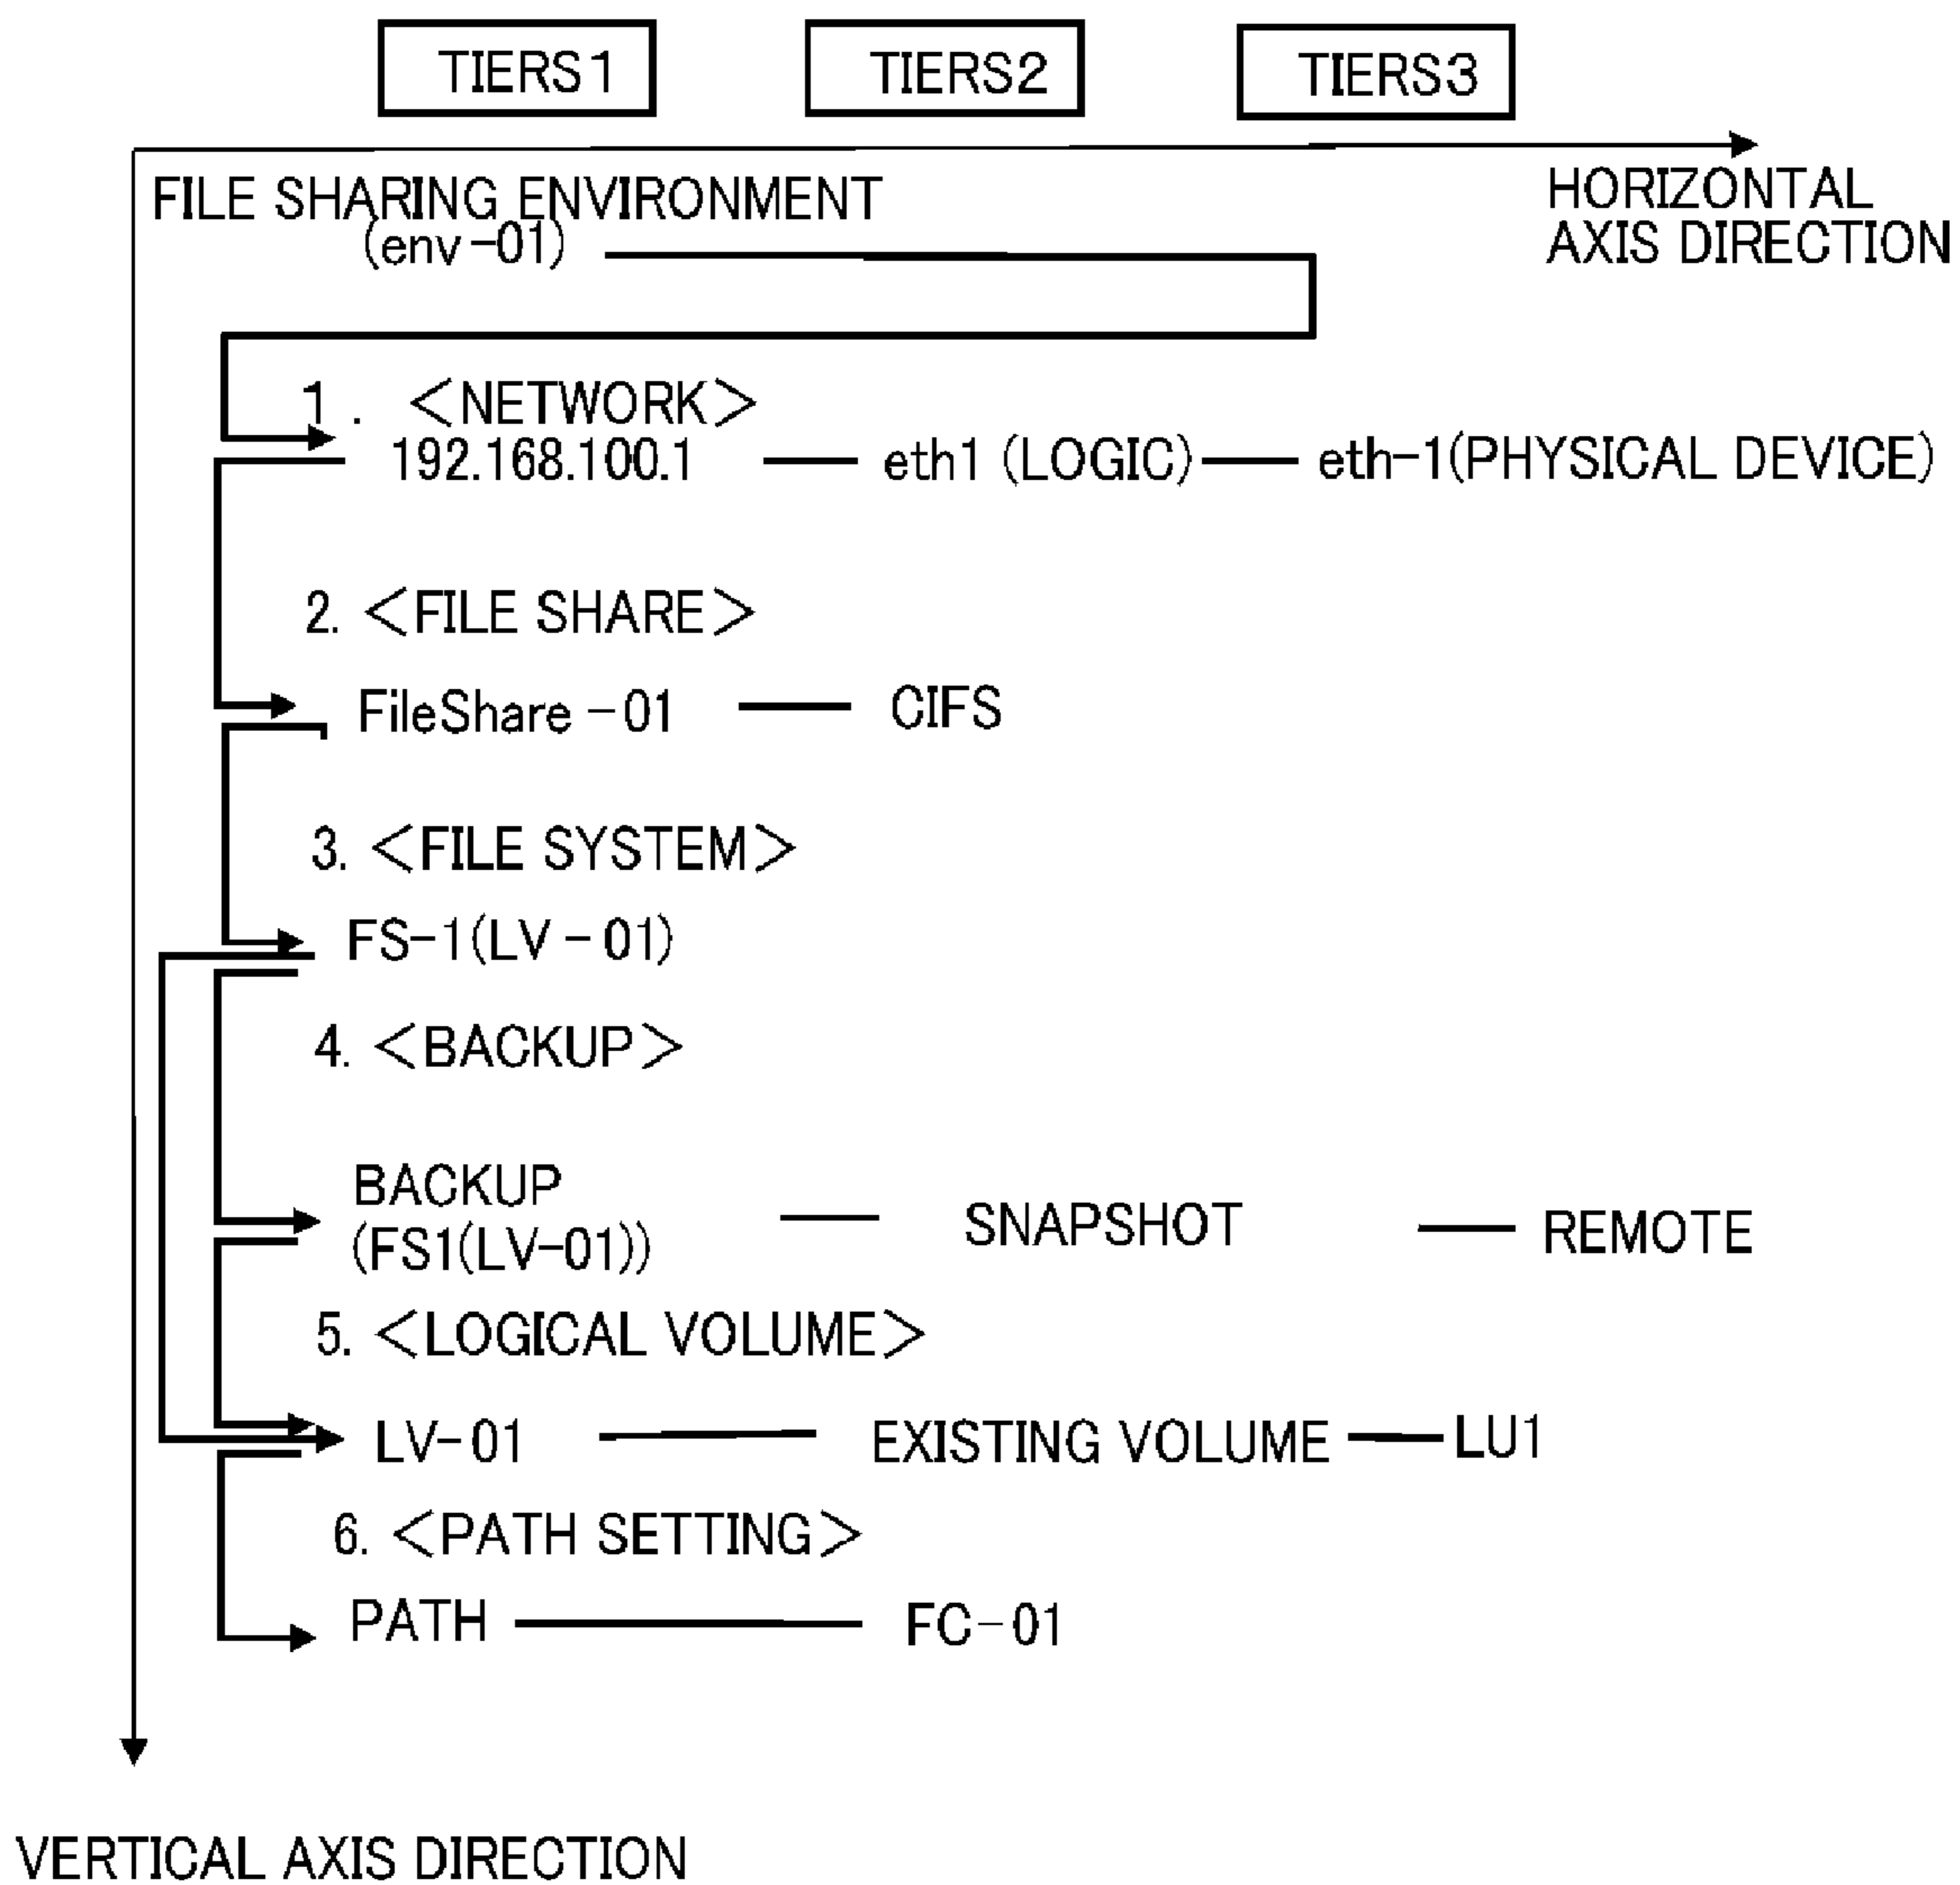 TIERS1 TIERS2 TIERS3
FILE SHARING ENVIRONMENT
(env-01)
HORIZONTAL
AXIS DIRECTION
1. <NETWORK>
192.168.100.1 — eth1 (LOGIC) — eth-1(PHYSICAL DEVICE)
2. <FILE SHARE>
FileShare-01 — CIFS
3. <FILE SYSTEM>
FS-1(LV-01)
4. <BACKUP>
BACKUP
(FS1(LV-01)) — SNAPSHOT — REMOTE
5. <LOGICAL VOLUME>
LV-01 — EXISTING VOLUME — LU1
6. <PATH SETTING>
PATH — FC-01
VERTICAL AXIS DIRECTION